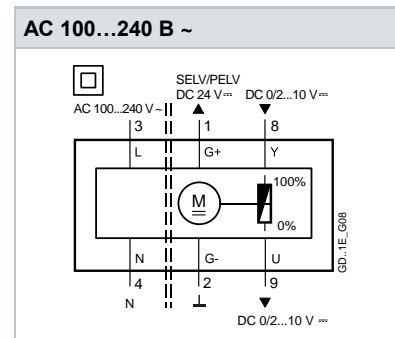 AC 100…240 В ~
SELV/PELV
AC 100...240 V~ DC 24 V⎓ DC 0/2...10 V⎓
3 1 8
L G+ Y
100%
M
0%
N G- U
4 2 9
N
DC 0/2...10 V ⎓
GD..1E_G08